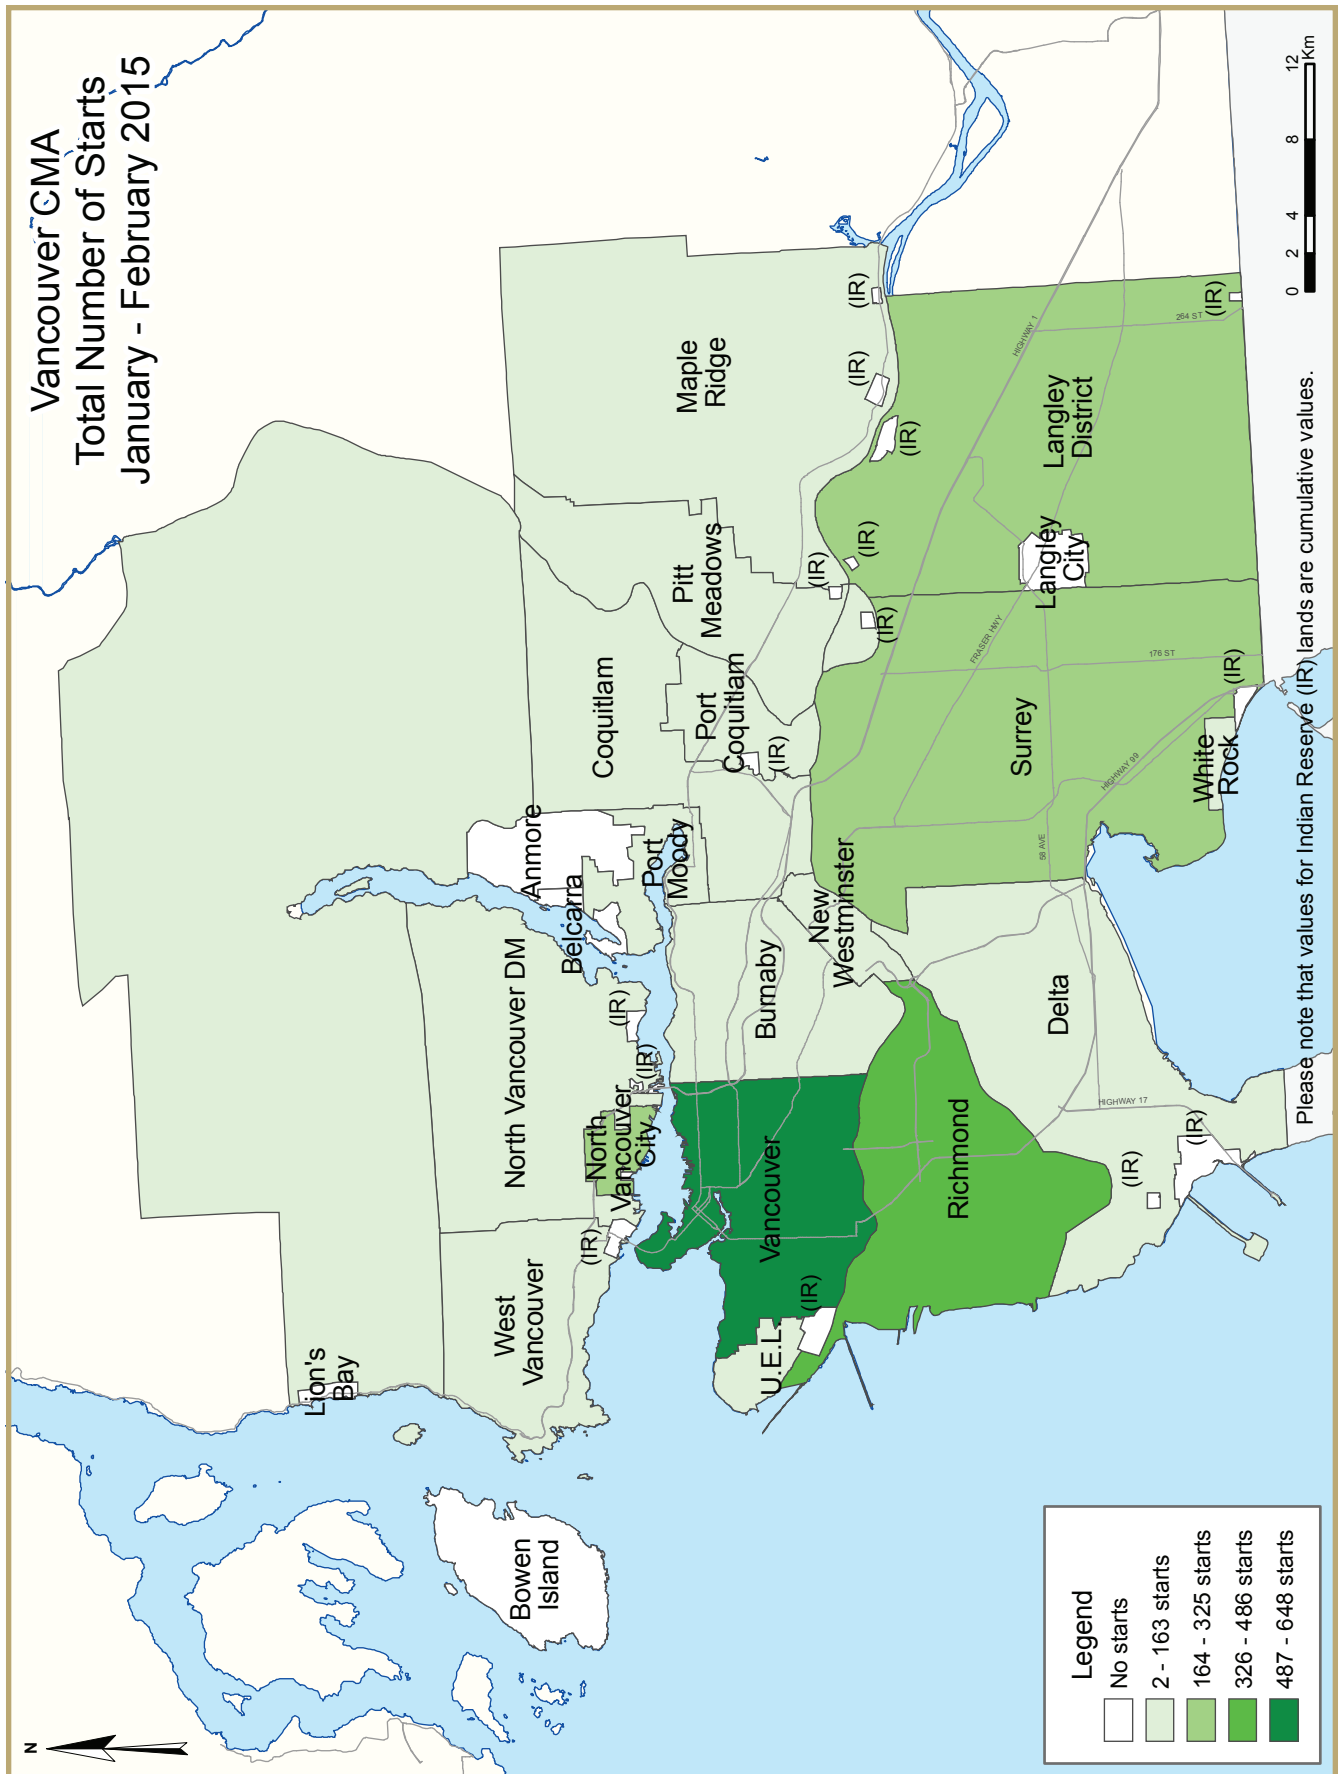 Vancouver CMA
Total Number of Starts
January - February 2015
N
Lion's
Bay
Bowen
Island
West
Vancouver
North Vancouver DM
North
Vancouver
City
(IR)
(IR)
(IR)
Belcarra
Anmore
Port
Moody
Coquitlam
Port
Coquitlam
(IR)
Pitt
Meadows
Maple
Ridge
(IR)
(IR)
(IR)
(IR)
(IR)
(IR)
U.E.L.
(IR)
Vancouver
Burnaby
New
Westminster
Richmond
Delta
(IR)
(IR)
HIGHWAY 17
Surrey
58 AVE
HIGHWAY 99
FRASER HWY
176 ST
White
Rock
(IR)
Langley
City
Langley
District
HIGHWAY 1
264 ST
(IR)
Legend
No starts
2 - 163 starts
164 - 325 starts
326 - 486 starts
487 - 648 starts
Please note that values for Indian Reserve (IR) lands are cumulative values.
0 2 4 8 12
Km